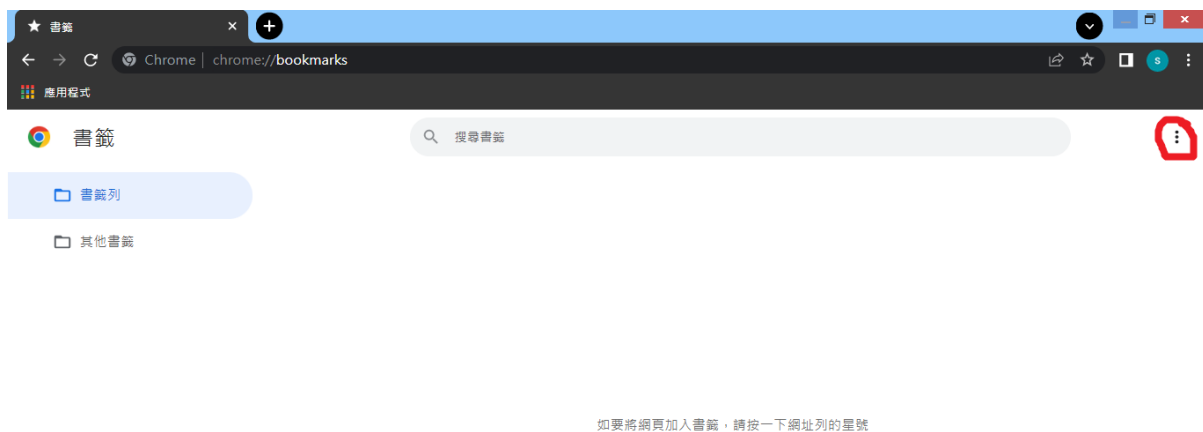 書籤
Chrome | chrome://bookmarks
S
應用程式
書籤
搜尋書籤
書籤列
其他書籤
如要將網頁加入書籤，請按一下網址列的星號